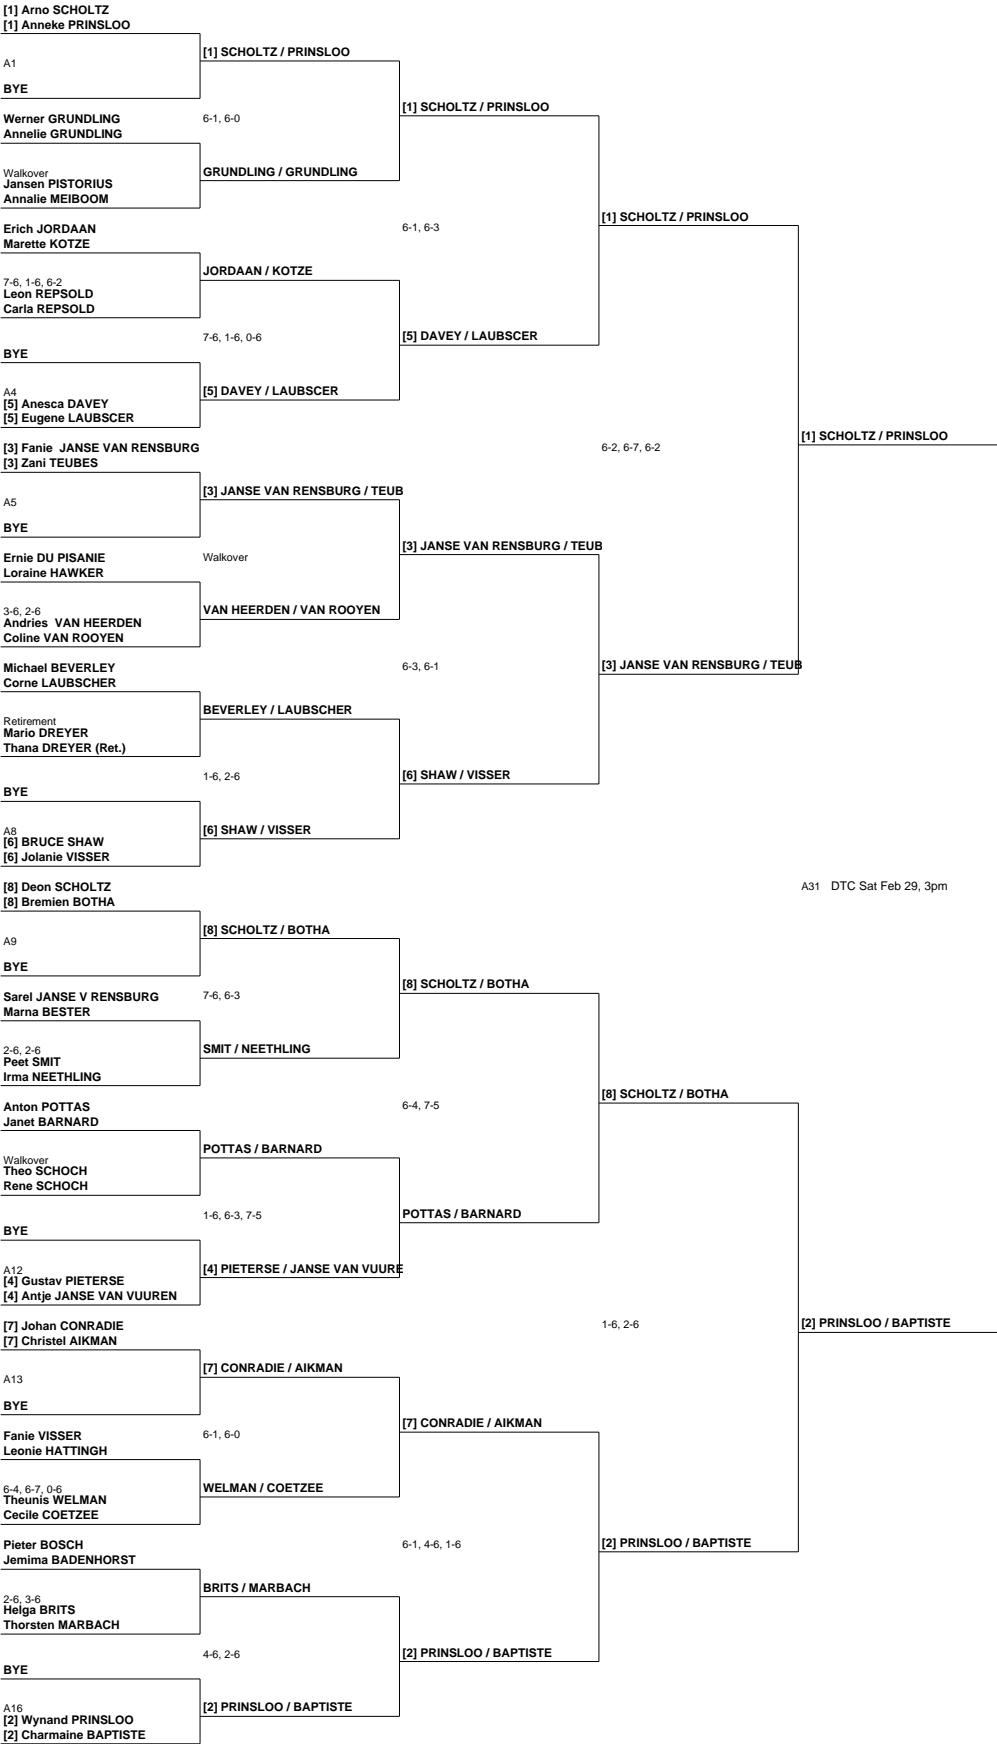 [1] Arno SCHOLTZ
[1] Anneke PRINSLOO
[1] SCHOLTZ / PRINSLOO
A1
BYE
[1] SCHOLTZ / PRINSLOO
Werner GRUNDLING
Annelie GRUNDLING
6-1, 6-0
Walkover
GRUNDLING / GRUNDLING
Jansen PISTORIUS
Annalie MEIBOOM
[1] SCHOLTZ / PRINSLOO
Erich JORDAAN
Marette KOTZE
6-1, 6-3
JORDAAN / KOTZE
7-6, 1-6, 6-2
Leon REPSOLD
Carla REPSOLD
7-6, 1-6, 0-6
[5] DAVEY / LAUBSCER
BYE
A4
[5] DAVEY / LAUBSCER
[5] Anesca DAVEY
[5] Eugene LAUBSCER
[1] SCHOLTZ / PRINSLOO
[3] Fanie  JANSE VAN RENSBURG
[3] Zani TEUBES
6-2, 6-7, 6-2
[3] JANSE VAN RENSBURG / TEUB
A5
BYE
[3] JANSE VAN RENSBURG / TEUB
Ernie DU PISANIE
Loraine HAWKER
Walkover
3-6, 2-6
VAN HEERDEN / VAN ROOYEN
Andries  VAN HEERDEN
Coline VAN ROOYEN
Michael BEVERLEY
Corne LAUBSCHER
6-3, 6-1
[3] JANSE VAN RENSBURG / TEUB
BEVERLEY / LAUBSCHER
Retirement
Mario DREYER
Thana DREYER (Ret.)
1-6, 2-6
[6] SHAW / VISSER
BYE
A8
[6] SHAW / VISSER
[6] BRUCE SHAW
[6] Jolanie VISSER
[8] Deon SCHOLTZ
[8] Bremien BOTHA
A31 DTC Sat Feb 29, 3pm
[8] SCHOLTZ / BOTHA
A9
BYE
[8] SCHOLTZ / BOTHA
Sarel JANSE V RENSBURG
Marna BESTER
7-6, 6-3
2-6, 2-6
SMIT / NEETHLING
Peet SMIT
Irma NEETHLING
[8] SCHOLTZ / BOTHA
Anton POTTAS
Janet BARNARD
6-4, 7-5
POTTAS / BARNARD
Walkover
Theo SCHOCH
Rene SCHOCH
1-6, 6-3, 7-5
POTTAS / BARNARD
BYE
A12
[4] PIETERSE / JANSE VAN VUURE
[4] Gustav PIETERSE
[4] Antje JANSE VAN VUUREN
[7] Johan CONRADIE
[7] Christel AIKMAN
1-6, 2-6
[2] PRINSLOO / BAPTISTE
[7] CONRADIE / AIKMAN
A13
BYE
[7] CONRADIE / AIKMAN
Fanie VISSER
Leonie HATTINGH
6-1, 6-0
6-4, 6-7, 0-6
WELMAN / COETZEE
Theunis WELMAN
Cecile COETZEE
Pieter BOSCH
Jemima BADENHORST
6-1, 4-6, 1-6
[2] PRINSLOO / BAPTISTE
BRITS / MARBACH
2-6, 3-6
Helga BRITS
Thorsten MARBACH
4-6, 2-6
[2] PRINSLOO / BAPTISTE
BYE
A16
[2] PRINSLOO / BAPTISTE
[2] Wynand PRINSLOO
[2] Charmaine BAPTISTE